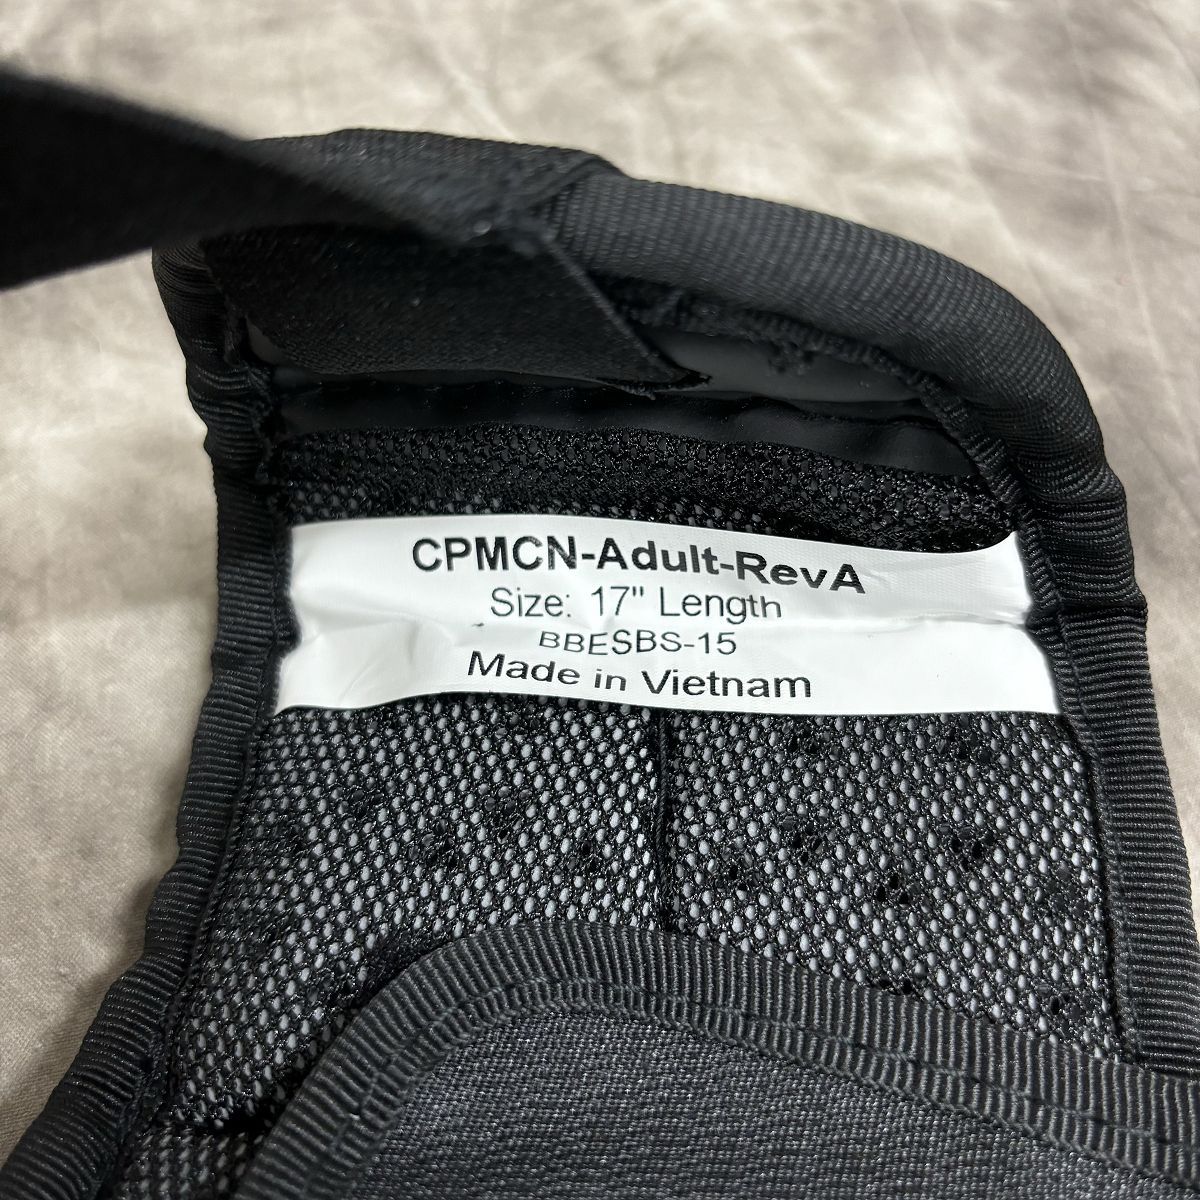 CPMCN-Adult-RevA
Size: 17" Length
BBESBS-15
Made in Vietnam